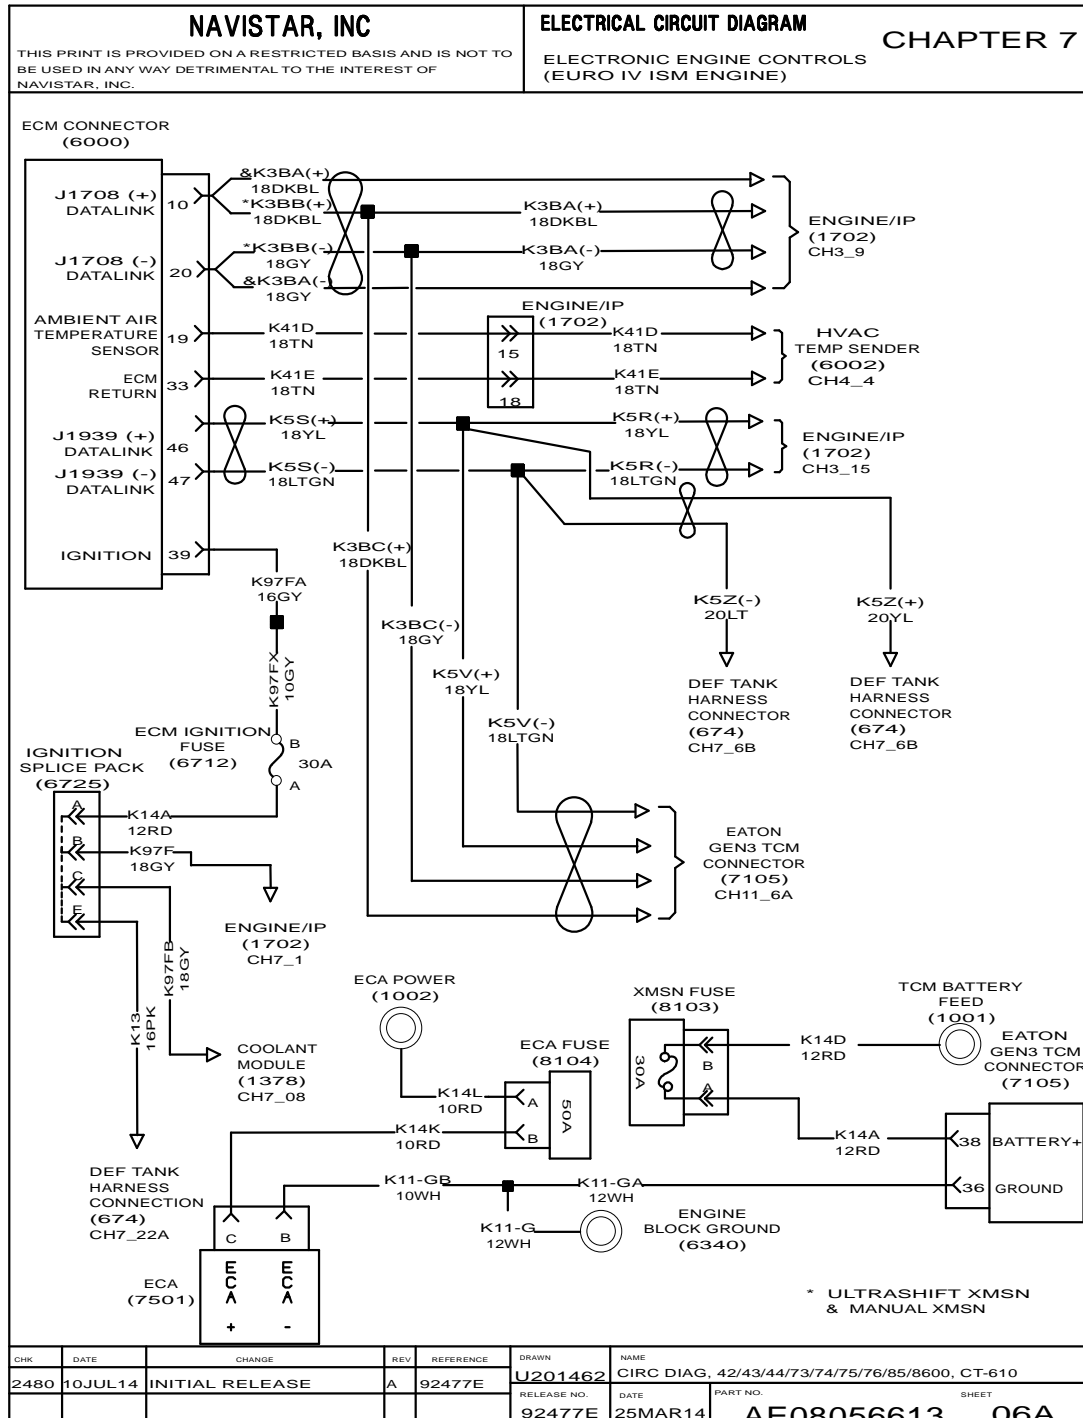 NAVISTAR, INC
THIS PRINT IS PROVIDED ON A RESTRICTED BASIS AND IS NOT TO
BE USED IN ANY WAY DETRIMENTAL TO THE INTEREST OF
NAVISTAR, INC.
ELECTRICAL CIRCUIT DIAGRAM
ELECTRONIC ENGINE CONTROLS
(EURO IV ISM ENGINE)
CHAPTER 7
ECM CONNECTOR
(6000)
J1708 (+)
DATALINK
10
J1708 (-)
DATALINK
20
AMBIENT AIR
TEMPERATURE
SENSOR
19
ECM
RETURN
33
J1939 (+)
DATALINK
46
J1939 (-)
DATALINK
47
IGNITION
39
&K3BA(+)
18DKBL
*K3BB(+)
18DKBL
*K3BB(-)
18GY
&K3BA(-)
18GY
K3BA(+)
18DKBL
K3BA(-)
18GY
ENGINE/IP
(1702)
CH3_9
K41D
18TN
K41E
18TN
ENGINE/IP
(1702)
15
18
K41D
18TN
K41E
18TN
HVAC
TEMP SENDER
(6002)
CH4_4
K5S(+)
18YL
K5S(-)
18LTGN
K5R(+)
18YL
K5R(-)
18LTGN
ENGINE/IP
(1702)
CH3_15
K97FA
16GY
K3BC(+)
18DKBL
K3BC(-)
18GY
K5V(+)
18YL
K5V(-)
18LTGN
K5Z(-)
20LT
K5Z(+)
20YL
DEF TANK
HARNESS
CONNECTOR
(674)
CH7_6B
DEF TANK
HARNESS
CONNECTOR
(674)
CH7_6B
K97FX
10GY
ECM IGNITION
FUSE
(6712)
B
30A
A
IGNITION
SPLICE PACK
(6725)
A
B
C
E
K14A
12RD
K97F
18GY
ENGINE/IP
(1702)
CH7_1
K97FB
18GY
K13
16PK
COOLANT
MODULE
(1378)
CH7_08
DEF TANK
HARNESS
CONNECTION
(674)
CH7_22A
EATON
GEN3 TCM
CONNECTOR
(7105)
CH11_6A
ECA POWER
(1002)
ECA FUSE
(8104)
K14L
10RD
K14K
10RD
A
B
50A
XMSN FUSE
(8103)
30A
B
A
TCM BATTERY
FEED
(1001)
K14D
12RD
K14A
12RD
EATON
GEN3 TCM
CONNECTOR
(7105)
38
BATTERY+
36
GROUND
K11-GB
10WH
K11-GA
12WH
K11-G
12WH
ENGINE
BLOCK GROUND
(6340)
C
B
ECA
(7501)
ECA
+
ECA
-
* ULTRASHIFT XMSN
& MANUAL XMSN
CHK
DATE
CHANGE
REV
REFERENCE
2480
10JUL14
INITIAL RELEASE
A
92477E
DRAWN
U201462
NAME
CIRC DIAG, 42/43/44/73/74/75/76/85/8600, CT-610
RELEASE NO.
92477E
DATE
25MAR14
PART NO.
AE08056613
SHEET
06A